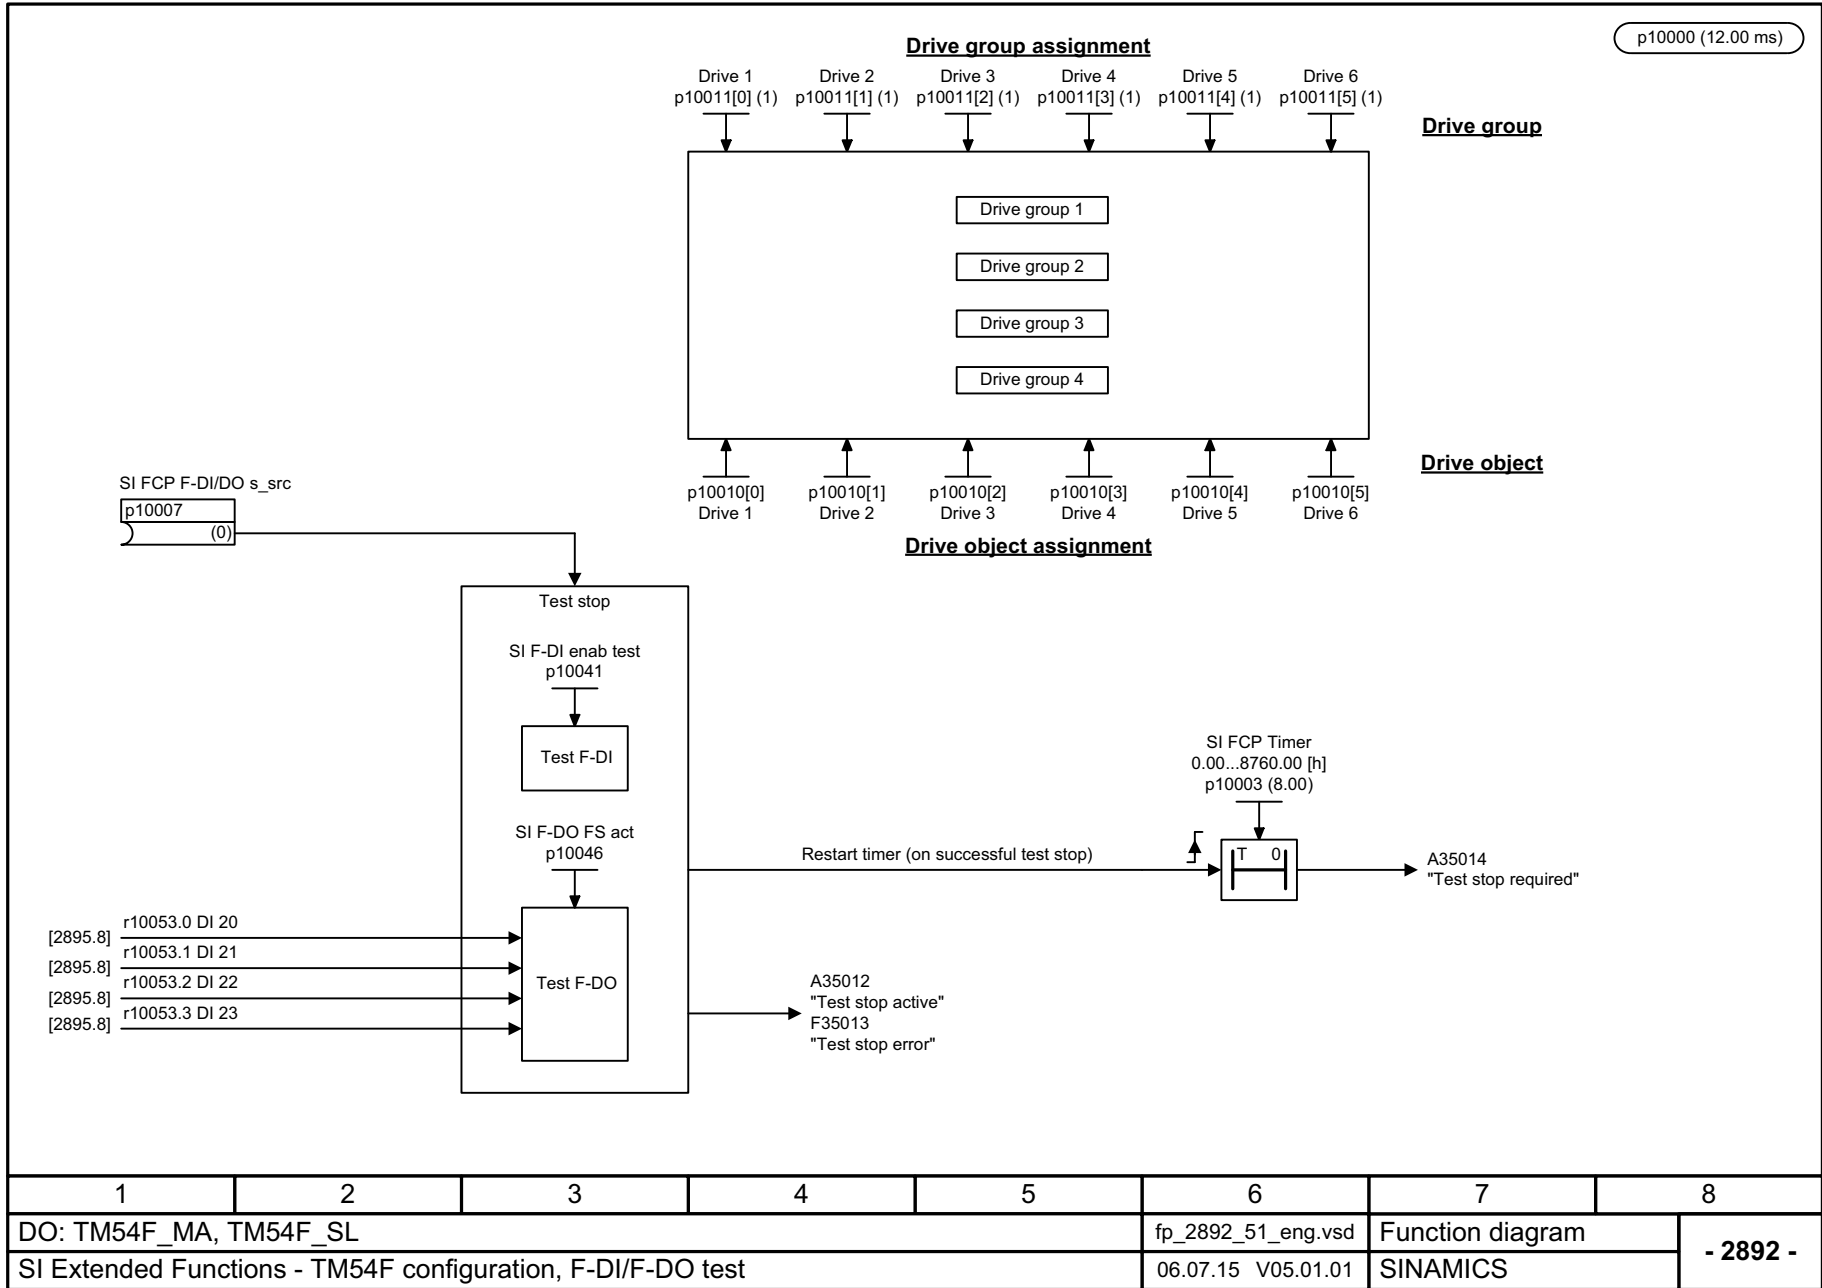 p10000 (12.00 ms)
Drive group assignment
Drive 1 Drive 2 Drive 3 Drive 4 Drive 5 Drive 6
p10011[0] (1) p10011[1] (1) p10011[2] (1) p10011[3] (1) p10011[4] (1) p10011[5] (1)
Drive group
Drive group 1
Drive group 2
Drive group 3
Drive group 4
Drive object
p10010[0] p10010[1] p10010[2] p10010[3] p10010[4] p10010[5]
Drive 1 Drive 2 Drive 3 Drive 4 Drive 5 Drive 6
Drive object assignment
SI FCP F-DI/DO s_src
p10007
(0)
Test stop
SI F-DI enab test
p10041
Test F-DI
SI F-DO FS act
p10046
Test F-DO
[2895.8] r10053.0 DI 20
[2895.8] r10053.1 DI 21
[2895.8] r10053.2 DI 22
[2895.8] r10053.3 DI 23
Restart timer (on successful test stop)
SI FCP Timer
0.00...8760.00 [h]
p10003 (8.00)
T 0
A35014
"Test stop required"
A35012
"Test stop active"
F35013
"Test stop error"
1 2 3 4 5 6 7 8
DO: TM54F_MA, TM54F_SL fp_2892_51_eng.vsd Function diagram
- 2892 -
SI Extended Functions - TM54F configuration, F-DI/F-DO test 06.07.15 V05.01.01 SINAMICS